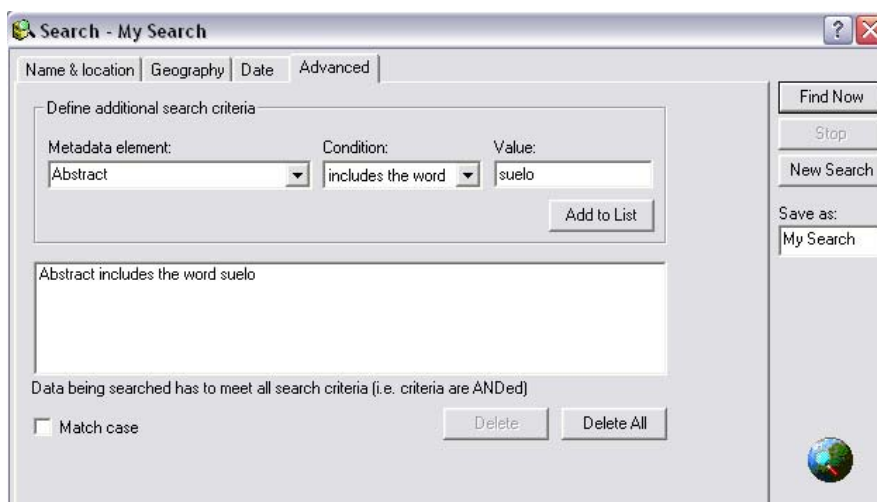 Search - My Search
Name & location Geography Date Advanced
Define additional search criteria
Metadata element: Condition: Value:
Abstract includes the word suelo
Add to List
Abstract includes the word suelo
Data being searched has to meet all search criteria (i.e. criteria are ANDed)
Match case Delete Delete All
Find Now
Stop
New Search
Save as:
My Search